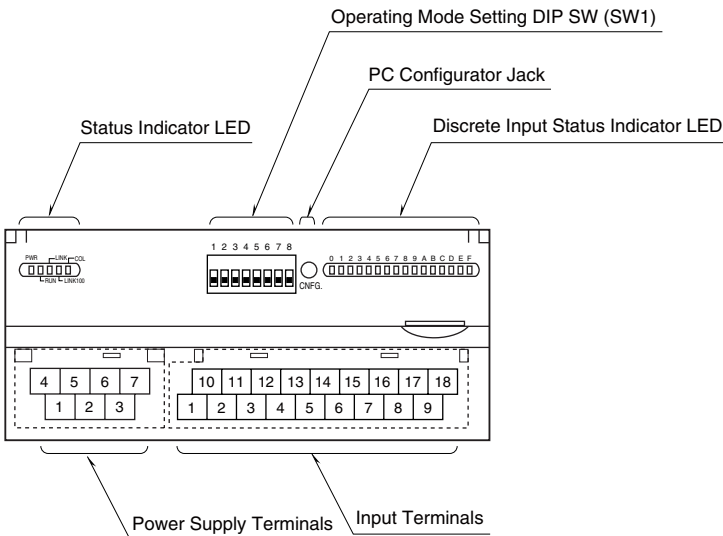 Operating Mode Setting DIP SW (SW1)
PC Configurator Jack
Status Indicator LED
Discrete Input Status Indicator LED
1 2 3 4 5 6 7 8
PWR LINK COL
RUN LINK100
CNFG.
0 1 2 3 4 5 6 7 8 9 A B C D E F
4 5 6 7
1 2 3
10 11 12 13 14 15 16 17 18
1 2 3 4 5 6 7 8 9
Power Supply Terminals
Input Terminals